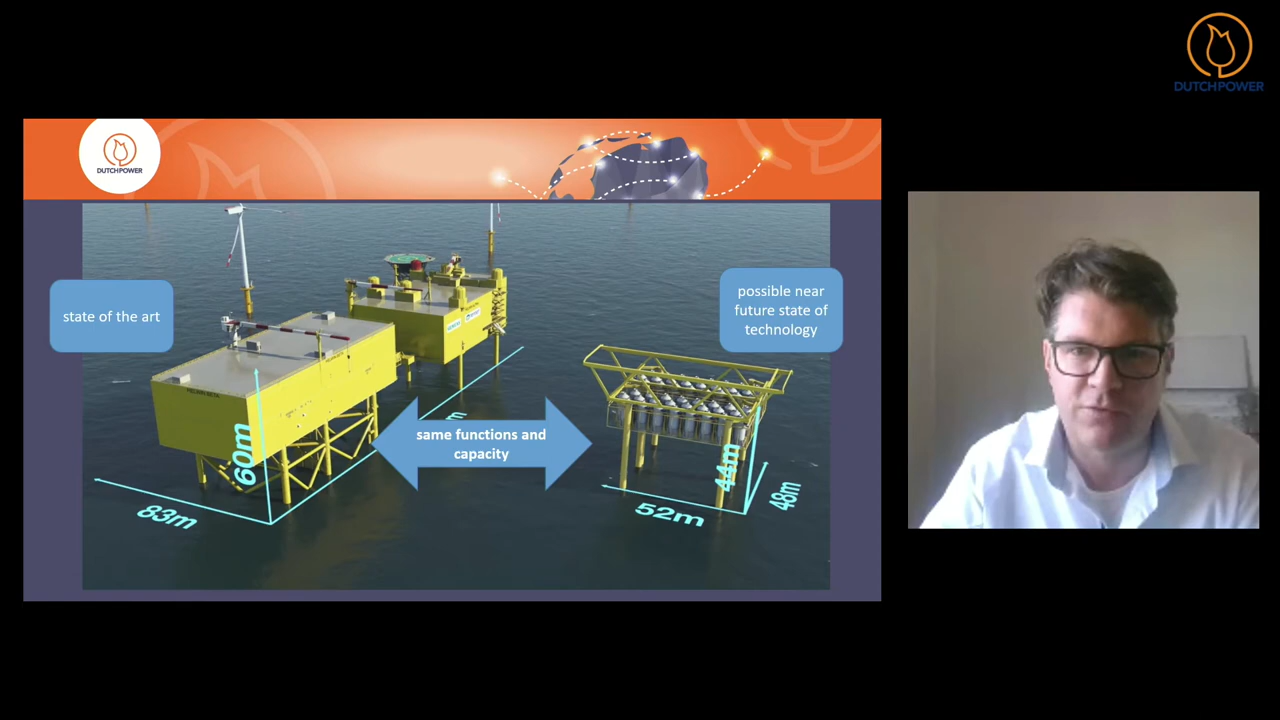 DUTCHPOWER
DUTCHPOWER
state of the art
possible near
future state of
technology
same functions and
capacity
60m
83m
44m
52m
48m